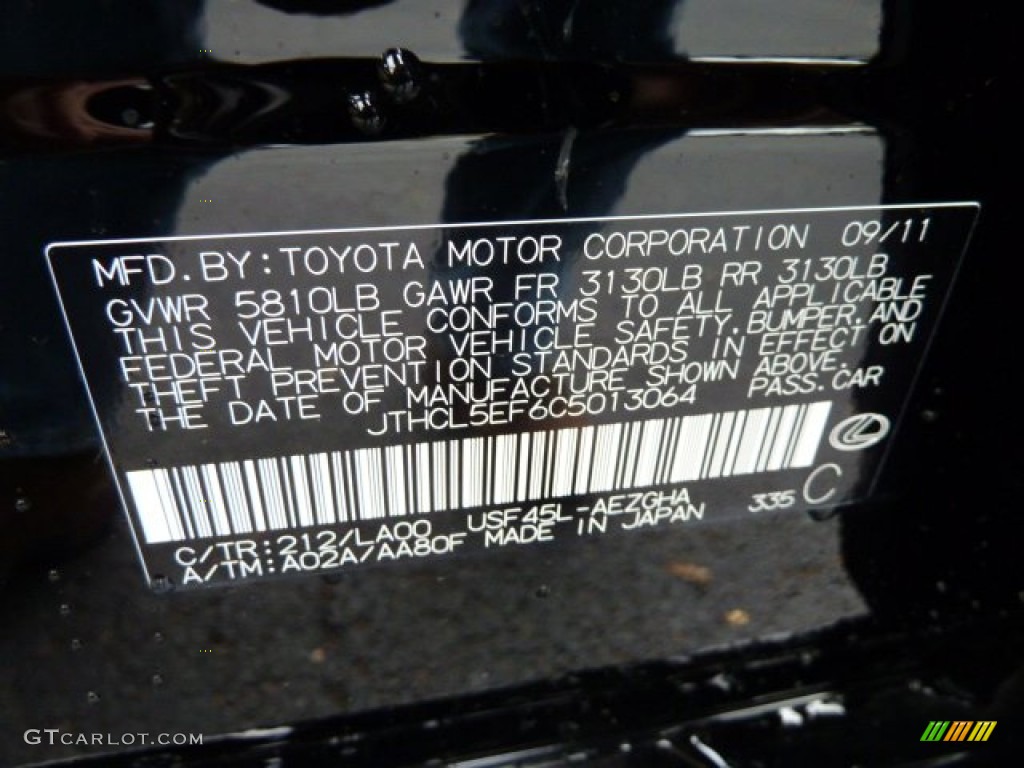 MFD. BY: TOYOTA MOTOR CORPORATION 09/11
GVWR 5810LB GAWR FR 3130LB RR 3130LB
THIS VEHICLE CONFORMS TO ALL APPLICABLE
FEDERAL MOTOR VEHICLE SAFETY, BUMPER, AND
THEFT PREVENTION STANDARDS IN EFFECT ON
THE DATE OF MANUFACTURE SHOWN ABOVE.
JTHCL5EF6C5013064 PASS. CAR
C/TR: 212/LA00 USF45L-AEZGHA 335 C
A/TM: A02A/AA80F MADE IN JAPAN
GTCARLOT.COM